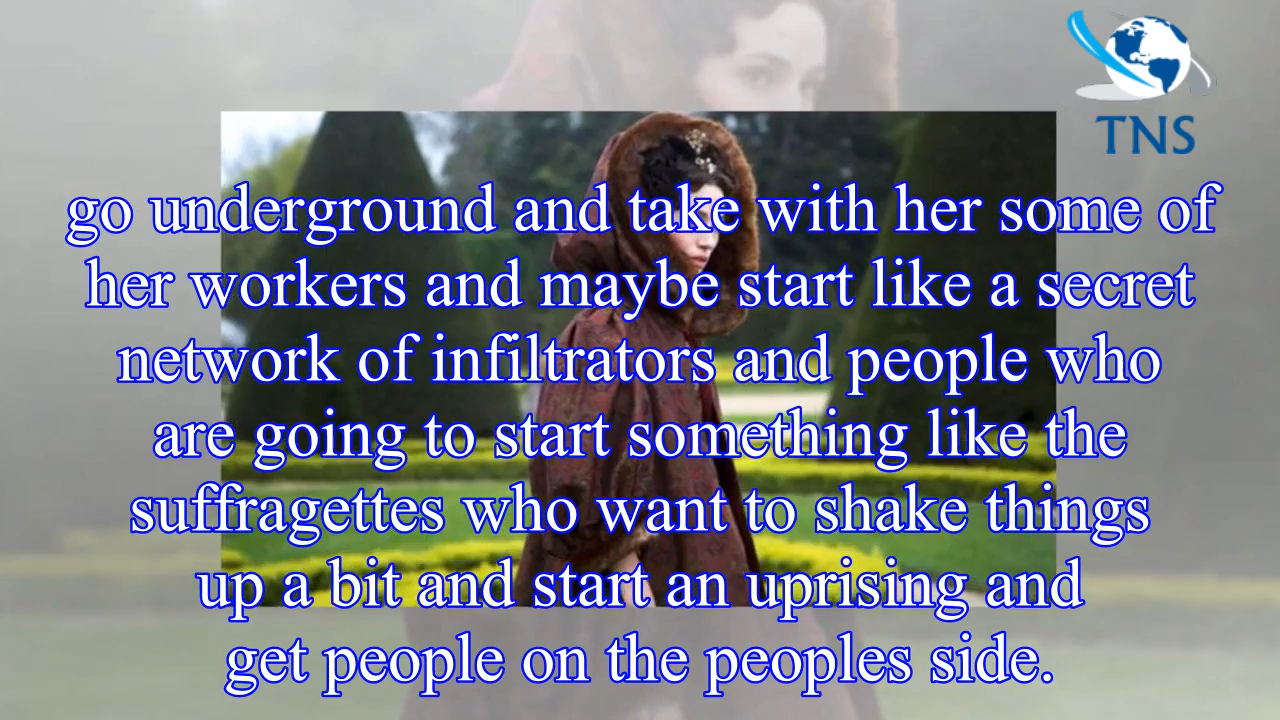 TNS
go underground and take with her some of
her workers and maybe start like a secret
network of infiltrators and people who
are going to start something like the
suffragettes who want to shake things
up a bit and start an uprising and
get people on the peoples side.